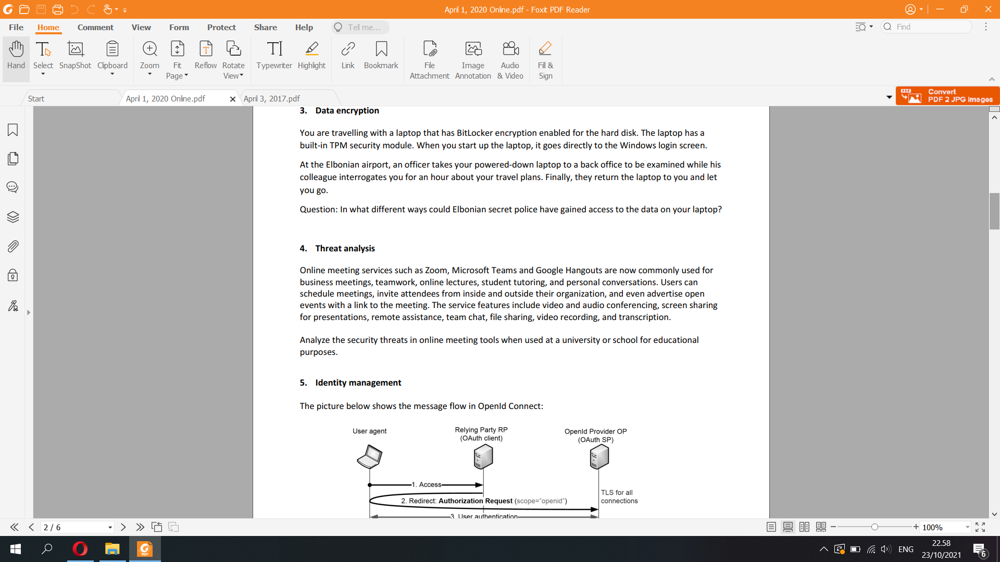 April 1, 2020 Online.pdf - Foxit PDF Reader
File Home Comment View Form Protect Share Help Tell me... Find
Hand Select SnapShot Clipboard Zoom Fit Page Reflow Rotate View Typewriter Highlight Link Bookmark File Attachment Image Annotation Audio & Video Fill & Sign
Start April 1, 2020 Online.pdf April 3, 2017.pdf
PDF Convert
PDF 2 JPG Images
3. Data encryption
You are travelling with a laptop that has BitLocker encryption enabled for the hard disk. The laptop has a
built-in TPM security module. When you start up the laptop, it goes directly to the Windows login screen.
At the Elbonian airport, an officer takes your powered-down laptop to a back office to be examined while his
colleague interrogates you for an hour about your travel plans. Finally, they return the laptop to you and let
you go.
Question: In what different ways could Elbonian secret police have gained access to the data on your laptop?
4. Threat analysis
Online meeting services such as Zoom, Microsoft Teams and Google Hangouts are now commonly used for
business meetings, teamwork, online lectures, student tutoring, and personal conversations. Users can
schedule meetings, invite attendees from inside and outside their organization, and even advertise open
events with a link to the meeting. The service features include video and audio conferencing, screen sharing
for presentations, remote assistance, team chat, file sharing, video recording, and transcription.
Analyze the security threats in online meeting tools when used at a university or school for educational
purposes.
5. Identity management
The picture below shows the message flow in OpenId Connect:
User agent
Relying Party RP
(OAuth client)
OpenId Provider OP
(OAuth SP)
1. Access
TLS for all
connections
2. Redirect: Authorization Request (scope="openid")
3. User authentication
2 / 6
100%
PDF
ENG
22.58
23/10/2021
6